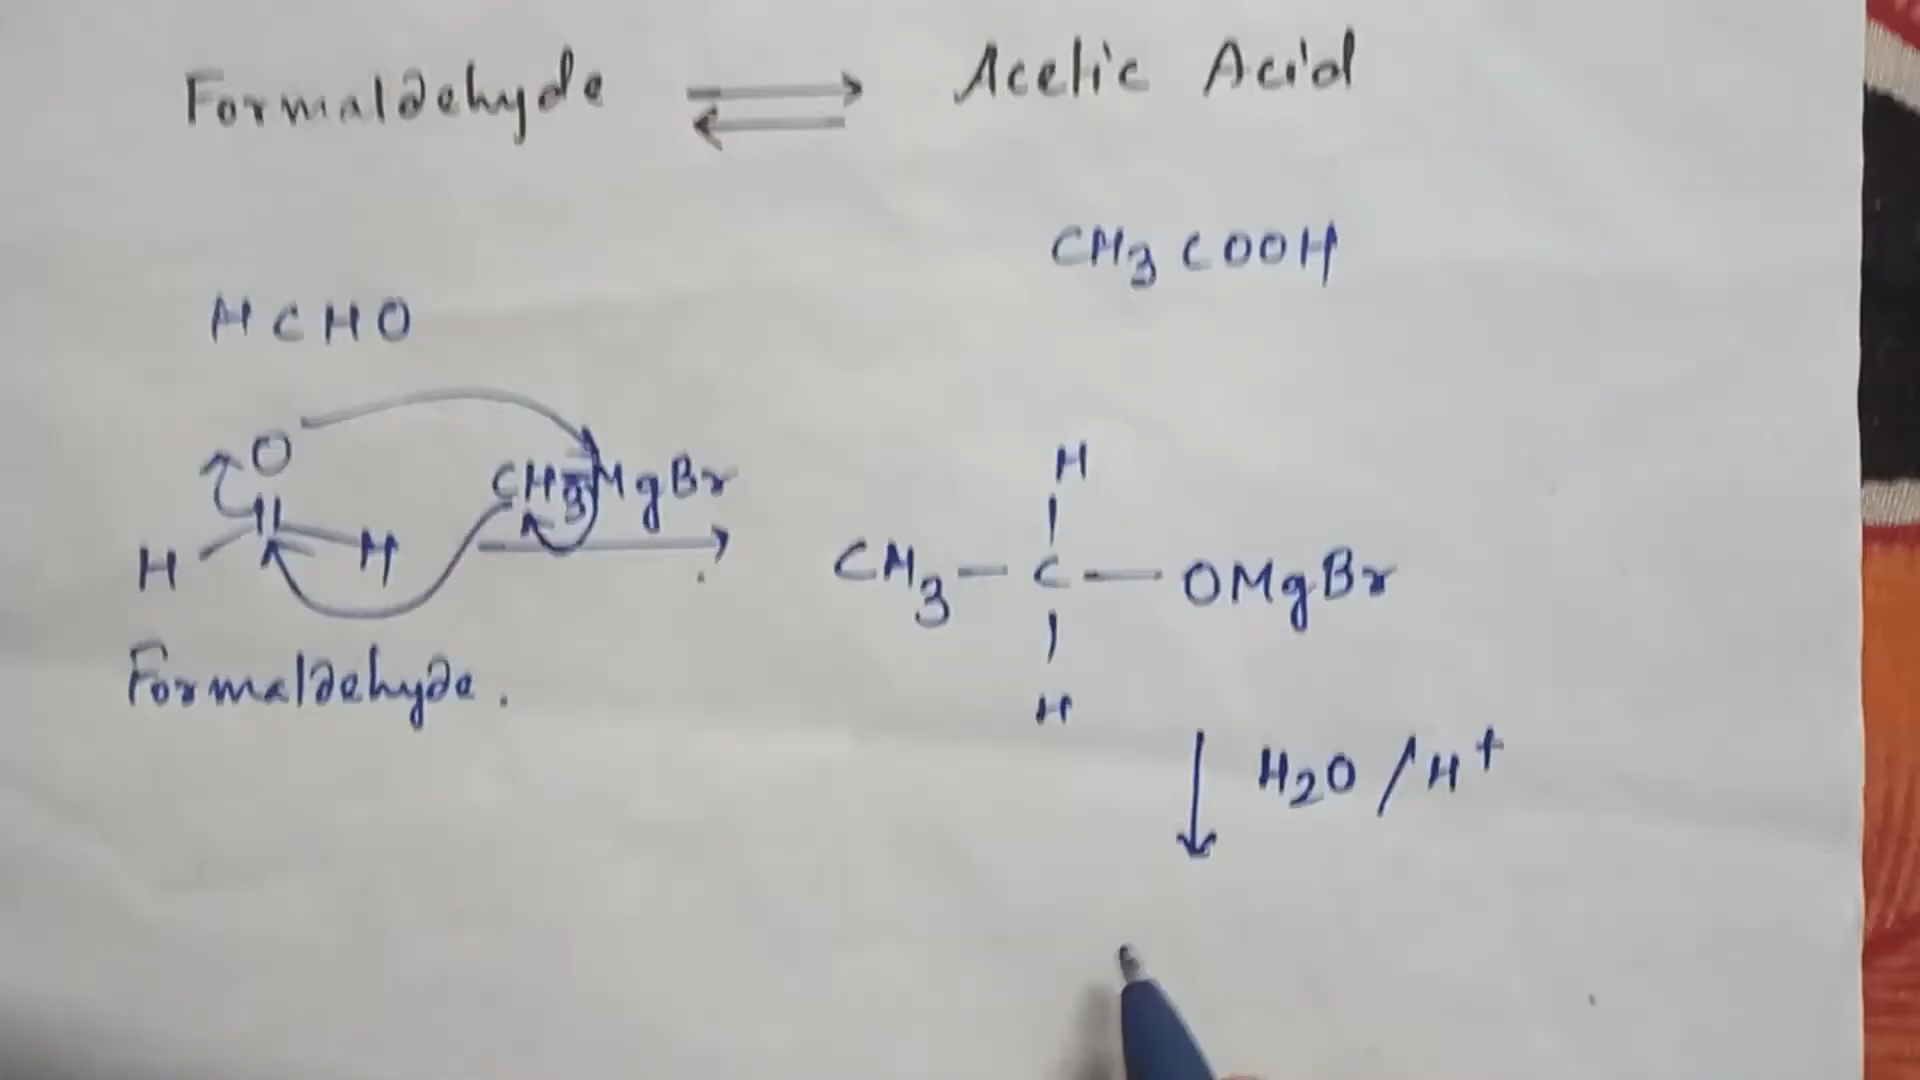 Formaldehyde ⇌ Acetic Acid
CH3COOH
HCHO
O
CH3MgBr
H
H H
CH3 - C - OMgBr
Formaldehyde.
H
H2O / H+